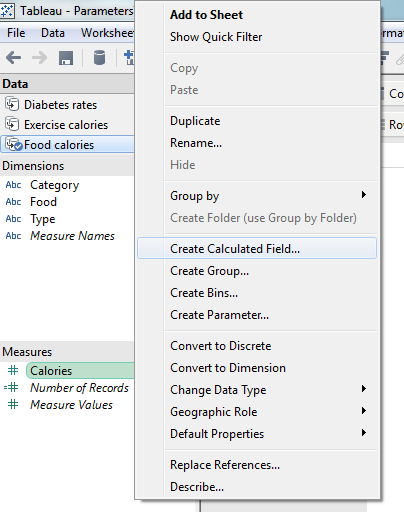 Tableau - Parameters
File Data Worksheet
Data
Diabetes rates
Exercise calories
Food calories
Dimensions
Abc Category
Abc Food
Abc Type
Abc Measure Names
Measures
Calories
Number of Records
Measure Values
Add to Sheet
Show Quick Filter
Copy
Paste
Duplicate
Rename...
Hide
Group by
Create Folder (use Group by Folder)
Create Calculated Field...
Create Group...
Create Bins...
Create Parameter...
Convert to Discrete
Convert to Dimension
Change Data Type
Geographic Role
Default Properties
Replace References...
Describe...
Co
Ro